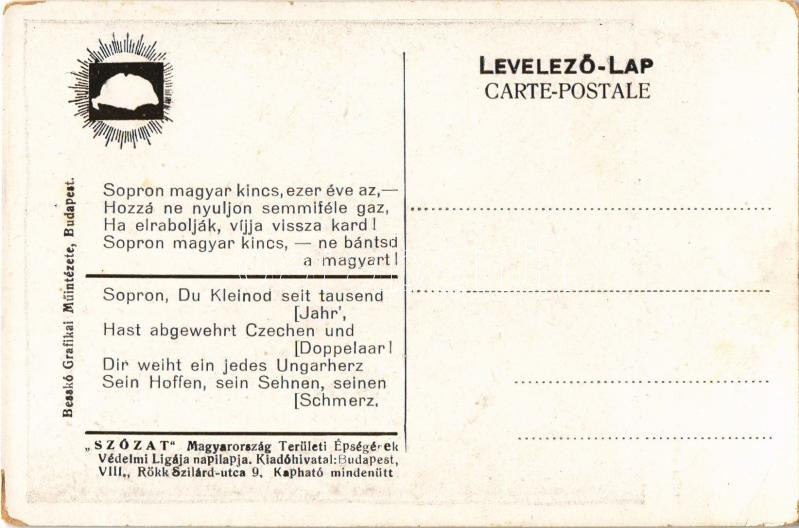 LEVELEZŐ-LAP
CARTE-POSTALE
Sopron magyar kincs, ezer éve az,—
Hozzá ne nyuljon semmiféle gaz,
Ha elrabolják, víjja vissza kard!
Sopron magyar kincs, — ne bántsd
a magyart!
Sopron, Du Kleinod seit tausend
[Jahr',
Hast abgewehrt Czechen und
[Doppelaar!
Dir weiht ein jedes Ungarherz
Sein Hoffen, sein Sehnen, seinen
[Schmerz.
„SZÓZAT" Magyarország Területi Épségének
Védelmi Ligája napilapja. Kiadóhivatal: Budapest,
VIII., Rökk Szilárd-utca 9. Kapható mindenütt
Besskó Grafikai Műintézete, Budapest.